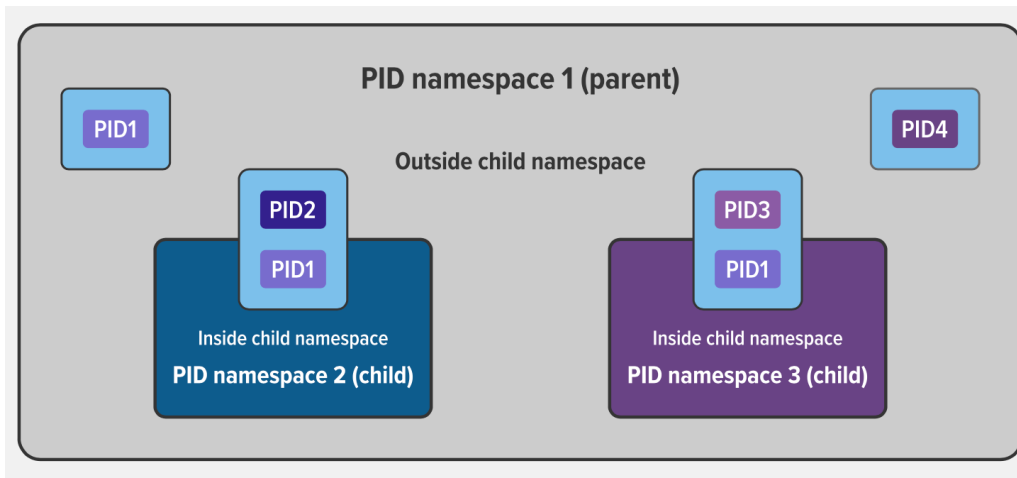 PID namespace 1 (parent)
PID1
PID4
Outside child namespace
PID2
PID3
PID1
PID1
Inside child namespace
Inside child namespace
PID namespace 2 (child)
PID namespace 3 (child)